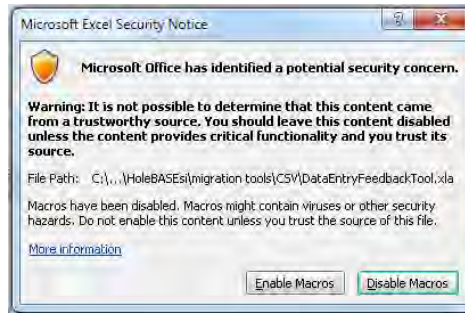 Microsoft Excel Security Notice
Microsoft Office has identified a potential security concern.
Warning: It is not possible to determine that this content came
from a trustworthy source. You should leave this content disabled
unless the content provides critical functionality and you trust its
source.
File Path: C:\...\HoleBASEsi\migration tools\CSV\DataEntryFeedbackTool.xla
Macros have been disabled. Macros might contain viruses or other security
hazards. Do not enable this content unless you trust the source of this file.
More information
Enable Macros Disable Macros